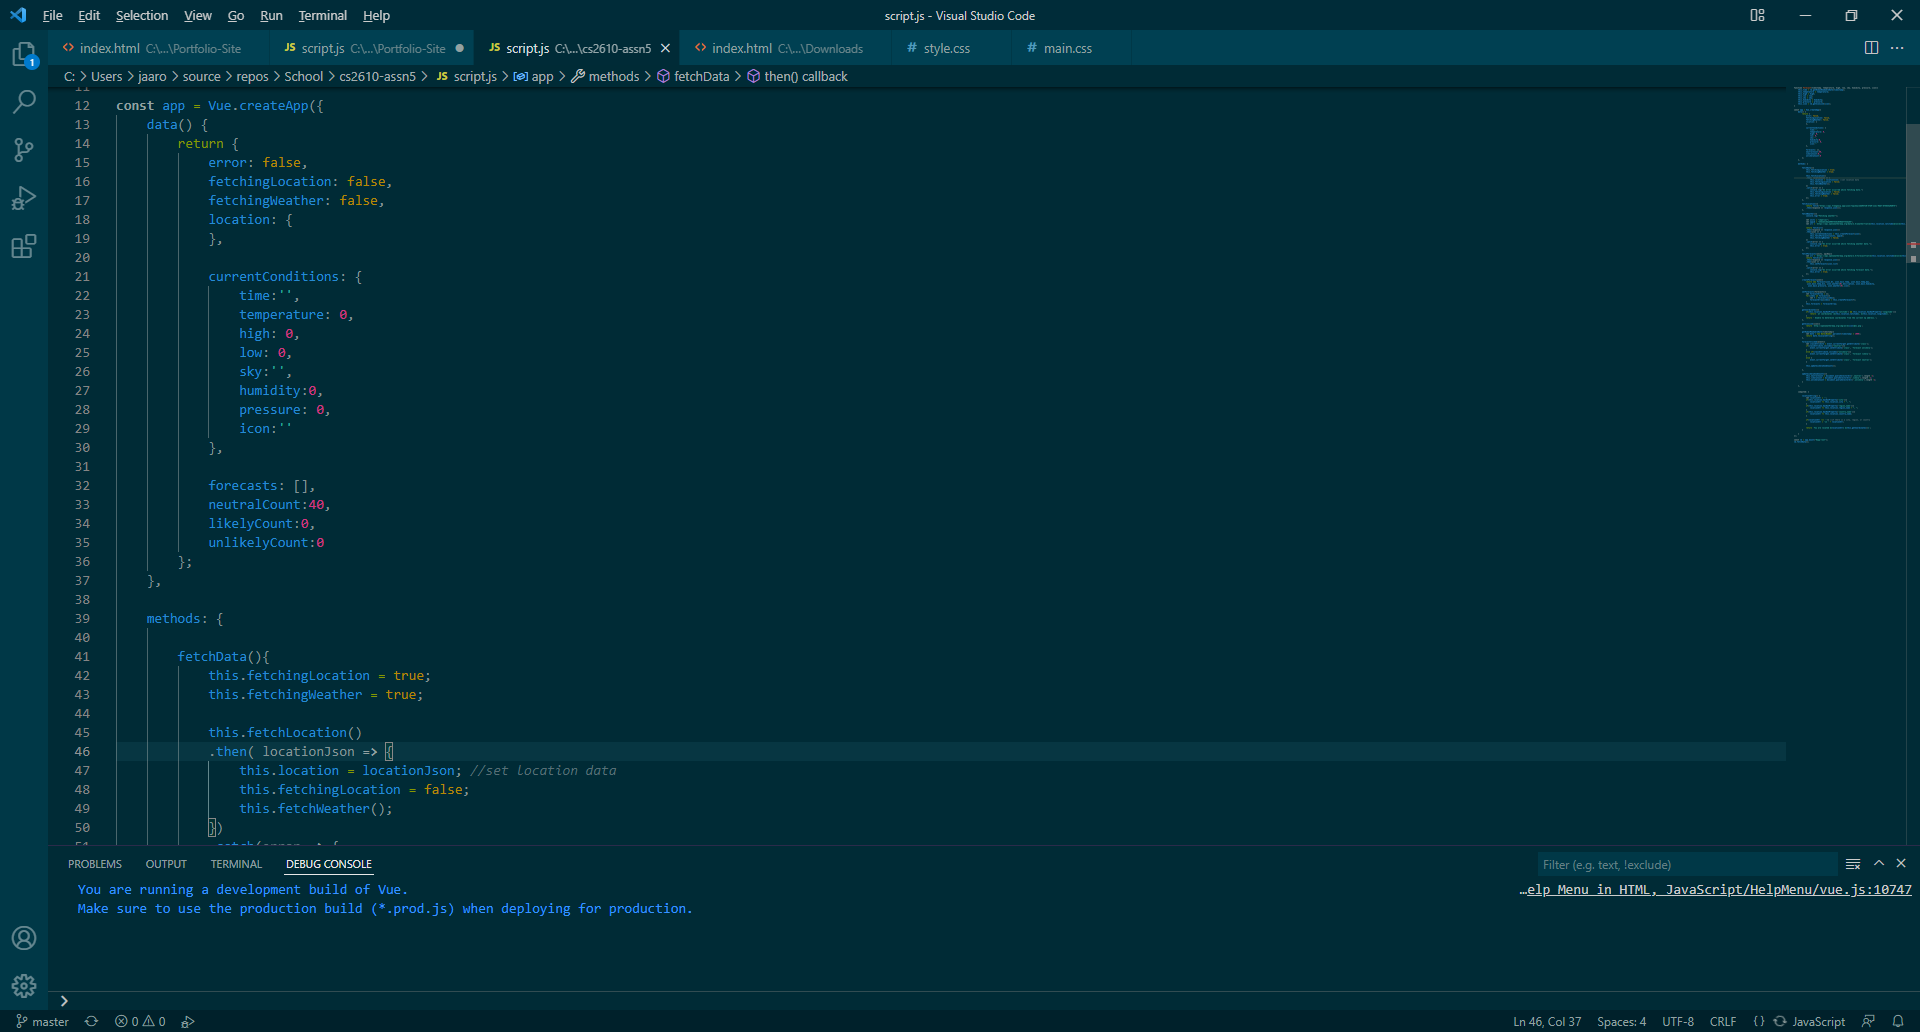 File Edit Selection View Go Run Terminal Help script.js - Visual Studio Code
<> index.html C:\...\Portfolio-Site JS script.js C:\...\Portfolio-Site JS script.js C:\...\cs2610-assn5 <> index.html C:\...\Downloads # style.css # main.css
C: > Users > jaaro > source > repos > School > cs2610-assn5 > JS script.js > app > methods > fetchData > then() callback
1
11
12 const app = Vue.createApp({
13 data() {
14 return {
15 error: false,
16 fetchingLocation: false,
17 fetchingWeather: false,
18 location: {
19 },
20
21 currentConditions: {
22 time:'',
23 temperature: 0,
24 high: 0,
25 low: 0,
26 sky:'',
27 humidity:0,
28 pressure: 0,
29 icon:''
30 },
31
32 forecasts: [],
33 neutralCount:40,
34 likelyCount:0,
35 unlikelyCount:0
36 };
37 },
38
39 methods: {
40
41 fetchData(){
42 this.fetchingLocation = true;
43 this.fetchingWeather = true;
44
45 this.fetchLocation()
46 .then( locationJson => {
47 this.location = locationJson; //set location data
48 this.fetchingLocation = false;
49 this.fetchWeather();
50 })
PROBLEMS OUTPUT TERMINAL DEBUG CONSOLE Filter (e.g. text, !exclude)
You are running a development build of Vue. …elp Menu in HTML, JavaScript/HelpMenu/vue.js:10747
Make sure to use the production build (*.prod.js) when deploying for production.
>
master 0 0 Ln 46, Col 37 Spaces: 4 UTF-8 CRLF {} JavaScript